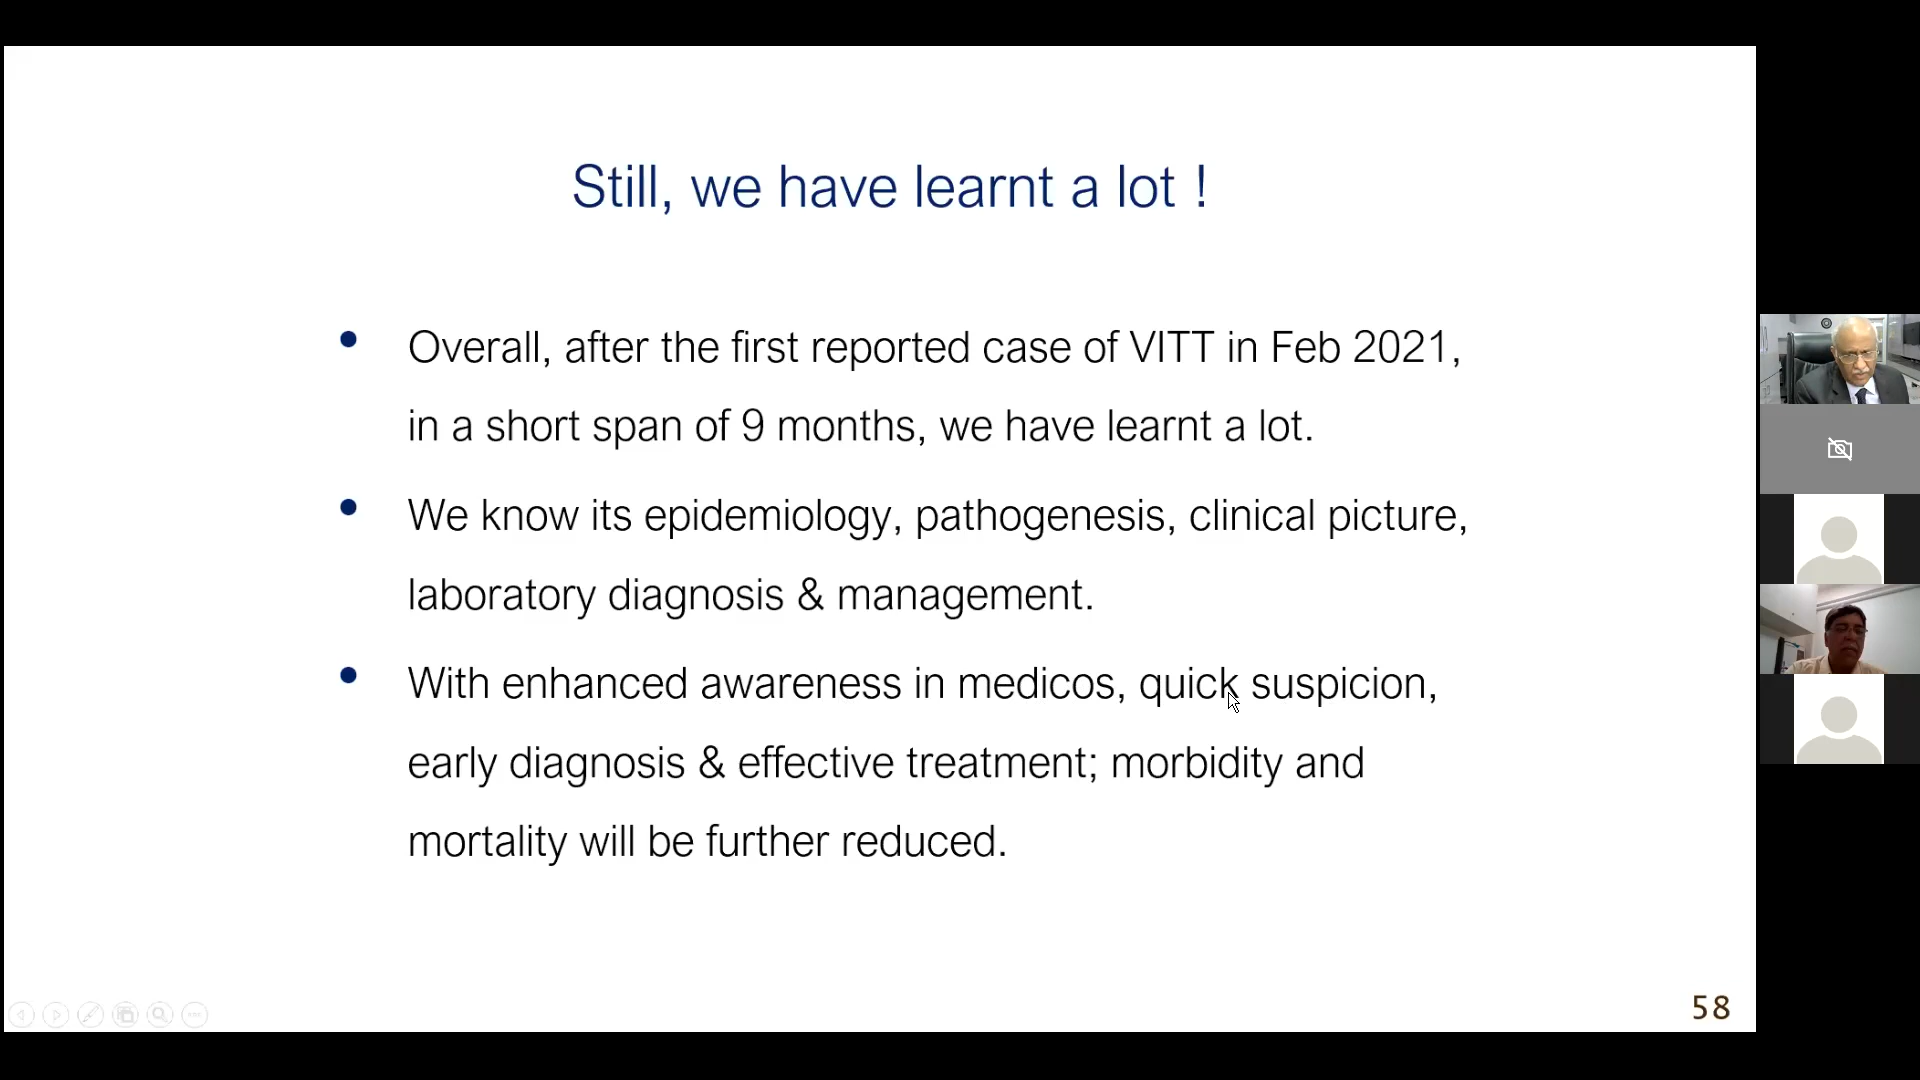 Still, we have learnt a lot !
• Overall, after the first reported case of VITT in Feb 2021,
in a short span of 9 months, we have learnt a lot.
• We know its epidemiology, pathogenesis, clinical picture,
laboratory diagnosis & management.
• With enhanced awareness in medicos, quick suspicion,
early diagnosis & effective treatment; morbidity and
mortality will be further reduced.
58